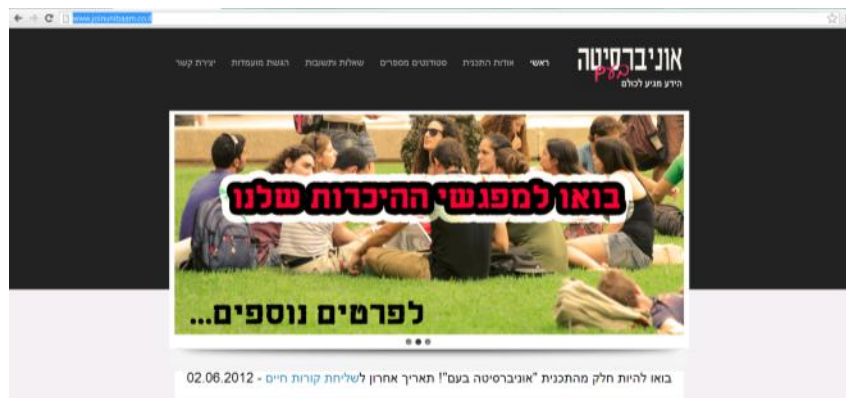 www.joinunibaam.co.il
אוניברסיטה
בעם
הידע מגיע לכולם
ראשי אודות התכנית סטודנטים מספרים שאלות ותשובות הגשת מועמדות יצירת קשר
בואו למפגשי ההיכרות שלנו
לפרטים נוספים...
בואו להיות חלק מהתכנית "אוניברסיטה בעם"! תאריך אחרון לשליחת קורות חיים - 02.06.2012